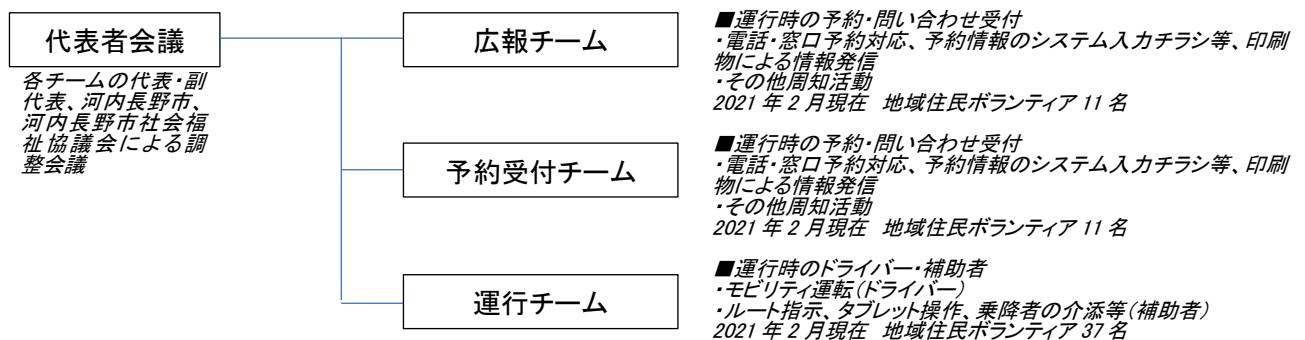 代表者会議
各チームの代表・副
代表、河内長野市、
河内長野市社会福
祉協議会による調
整会議
広報チーム
■運行時の予約・問い合わせ受付
・電話・窓口予約対応、予約情報のシステム入力チラシ等、印刷
物による情報発信
・その他周知活動
2021 年 2 月現在 地域住民ボランティア 11 名
予約受付チーム
■運行時の予約・問い合わせ受付
・電話・窓口予約対応、予約情報のシステム入力チラシ等、印刷
物による情報発信
・その他周知活動
2021 年 2 月現在 地域住民ボランティア 11 名
運行チーム
■運行時のドライバー・補助者
・モビリティ運転(ドライバー)
・ルート指示、タブレット操作、乗降者の介添等(補助者)
2021 年 2 月現在 地域住民ボランティア 37 名